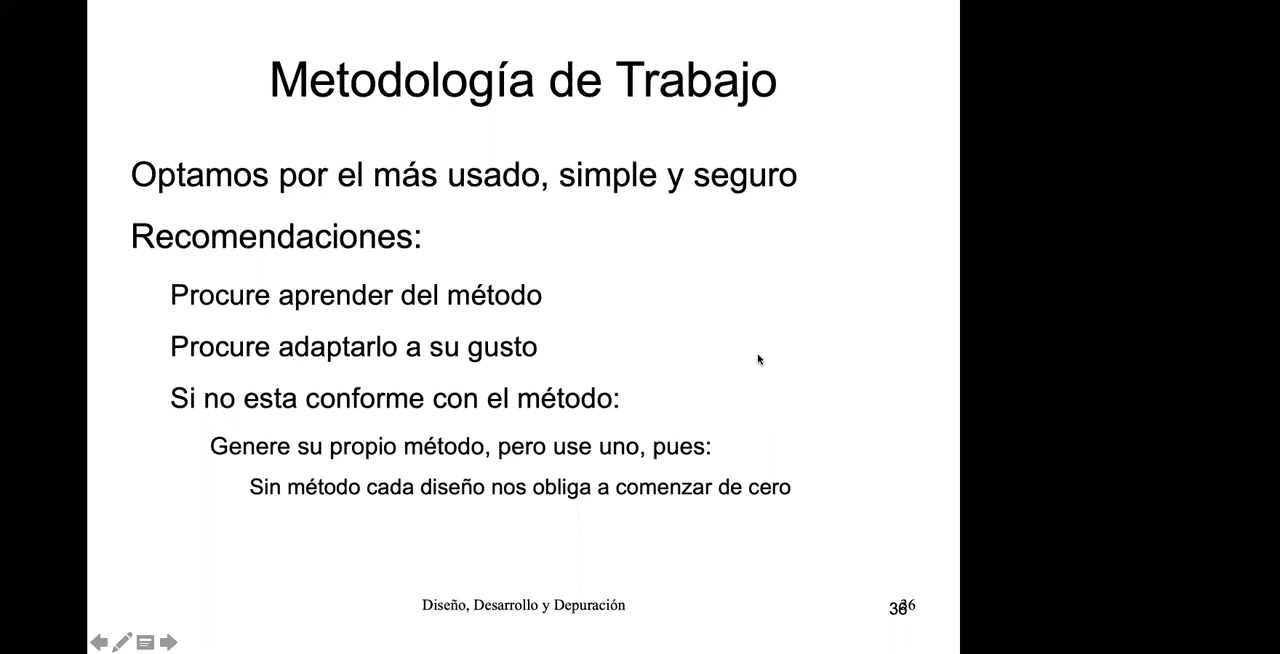 Metodología de Trabajo
Optamos por el más usado, simple y seguro
Recomendaciones:
Procure aprender del método
Procure adaptarlo a su gusto
Si no esta conforme con el método:
Genere su propio método, pero use uno, pues:
Sin método cada diseño nos obliga a comenzar de cero
Diseño, Desarrollo y Depuración
36
36